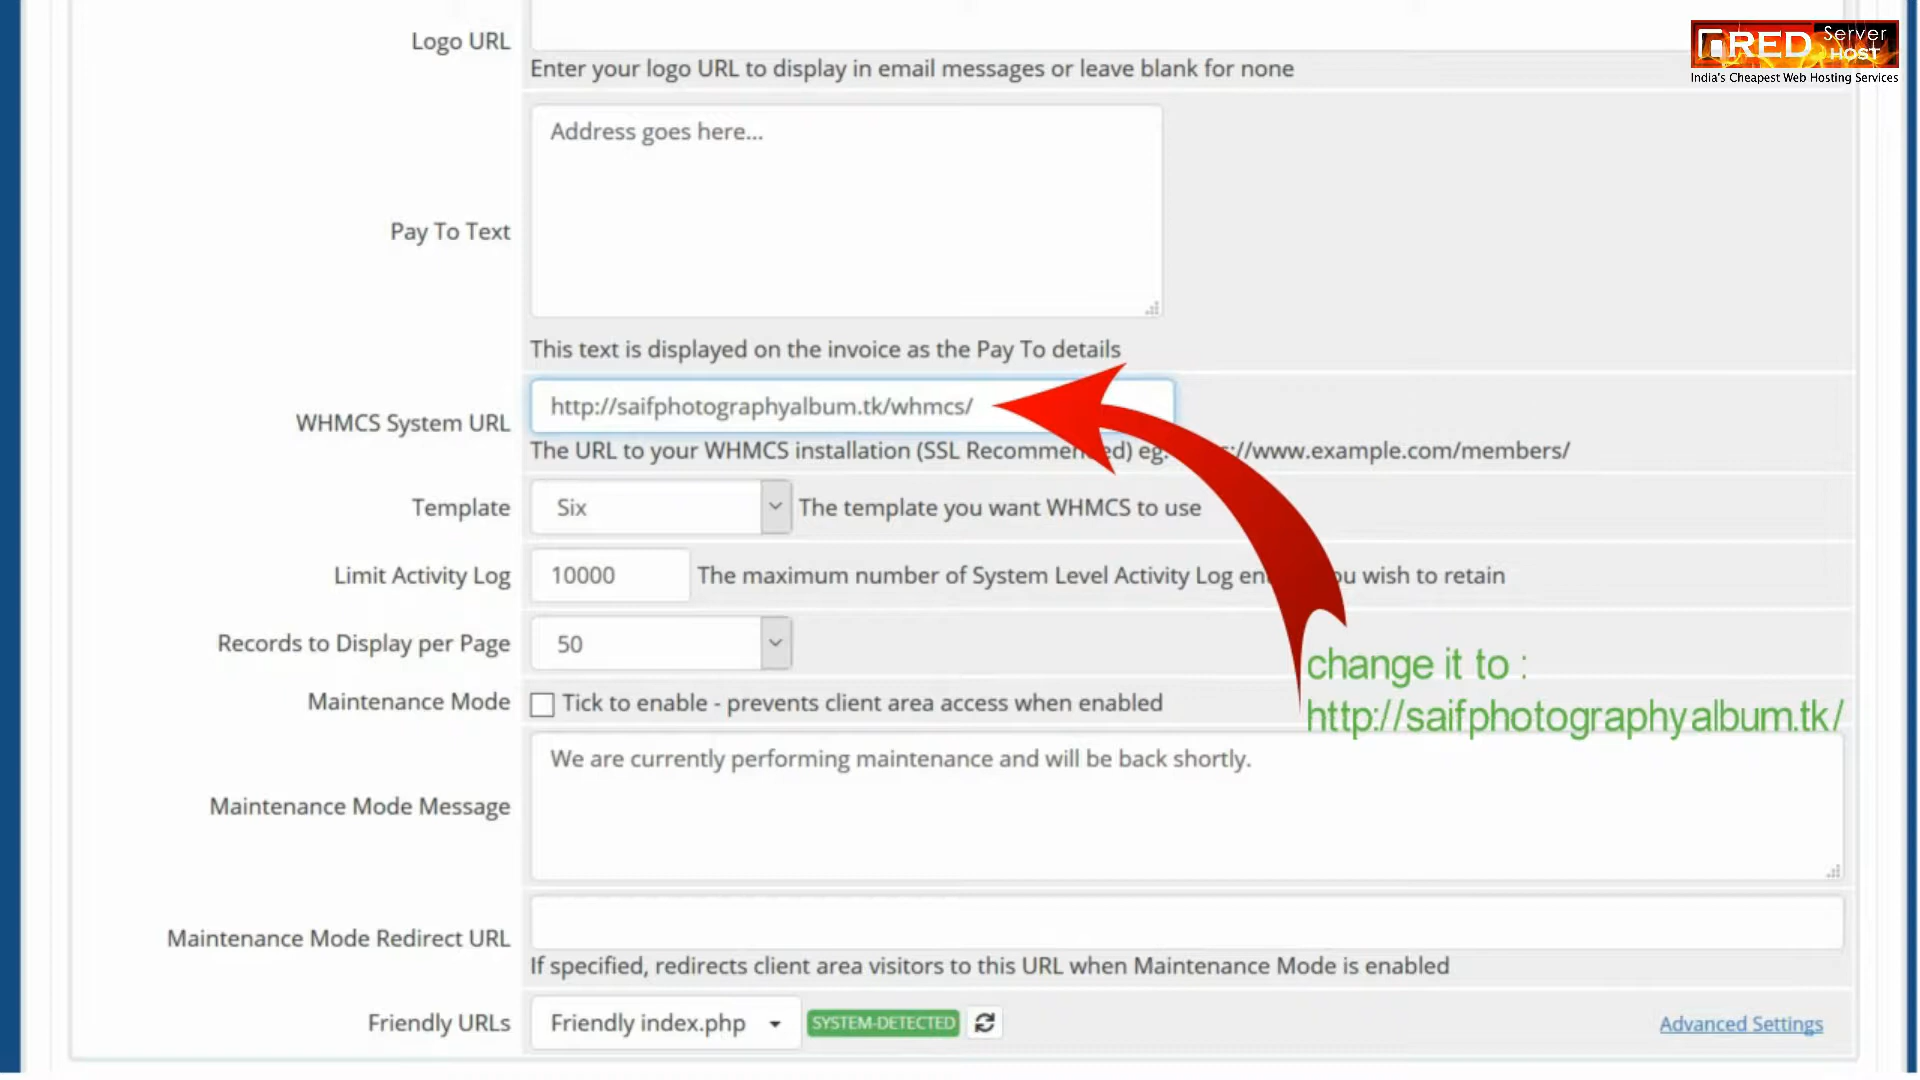 RED Server
HOST
India's Cheapest Web Hosting Services
Logo URL
Enter your logo URL to display in email messages or leave blank for none
Address goes here...
Pay To Text
This text is displayed on the invoice as the Pay To details
WHMCS System URL
http://saifphotographyalbum.tk/whmcs/
The URL to your WHMCS installation (SSL Recommen ed) eg. ://www.example.com/members/
Template
Six
The template you want WHMCS to use
Limit Activity Log
10000
The maximum number of System Level Activity Log en ou wish to retain
Records to Display per Page
50
change it to :
http://saifphotographyalbum.tk/
Maintenance Mode
Tick to enable - prevents client area access when enabled
We are currently performing maintenance and will be back shortly.
Maintenance Mode Message
Maintenance Mode Redirect URL
If specified, redirects client area visitors to this URL when Maintenance Mode is enabled
Friendly URLs
Friendly index.php
SYSTEM-DETECTED
Advanced Settings